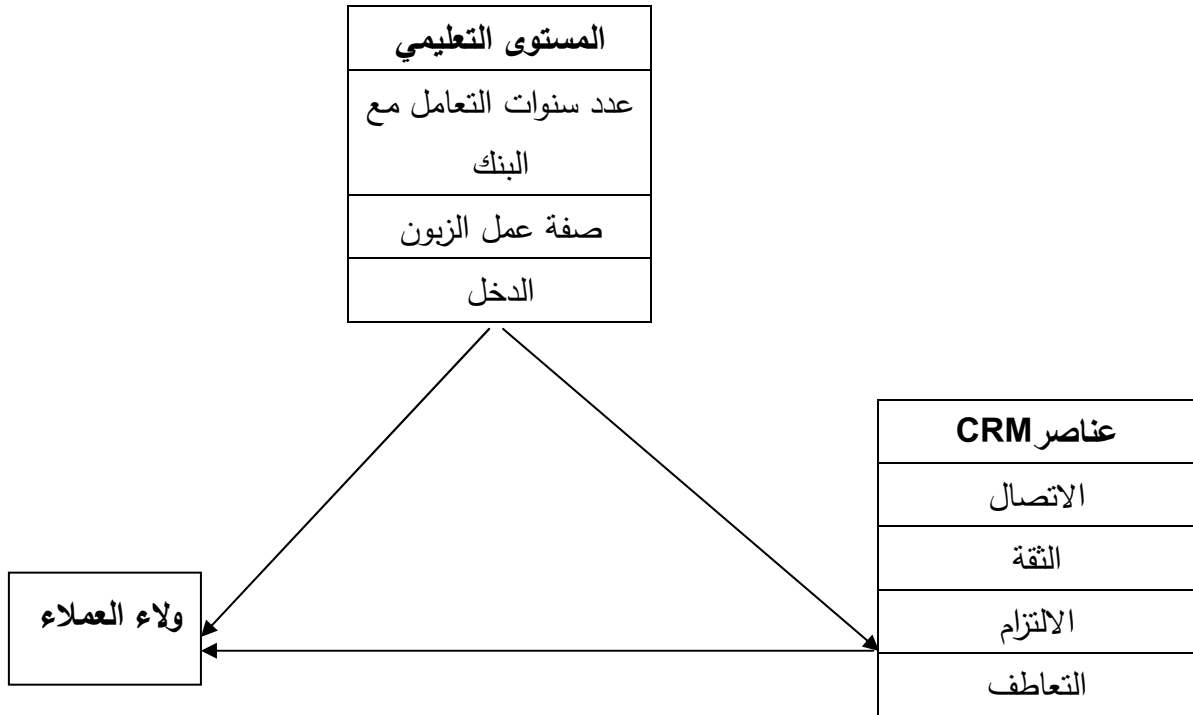 المستوى التعليمي
عدد سنوات التعامل مع
البنك
صفة عمل الزبون
الدخل
عناصر CRM
الاتصال
الثقة
الالتزام
التعاطف
ولاء العملاء